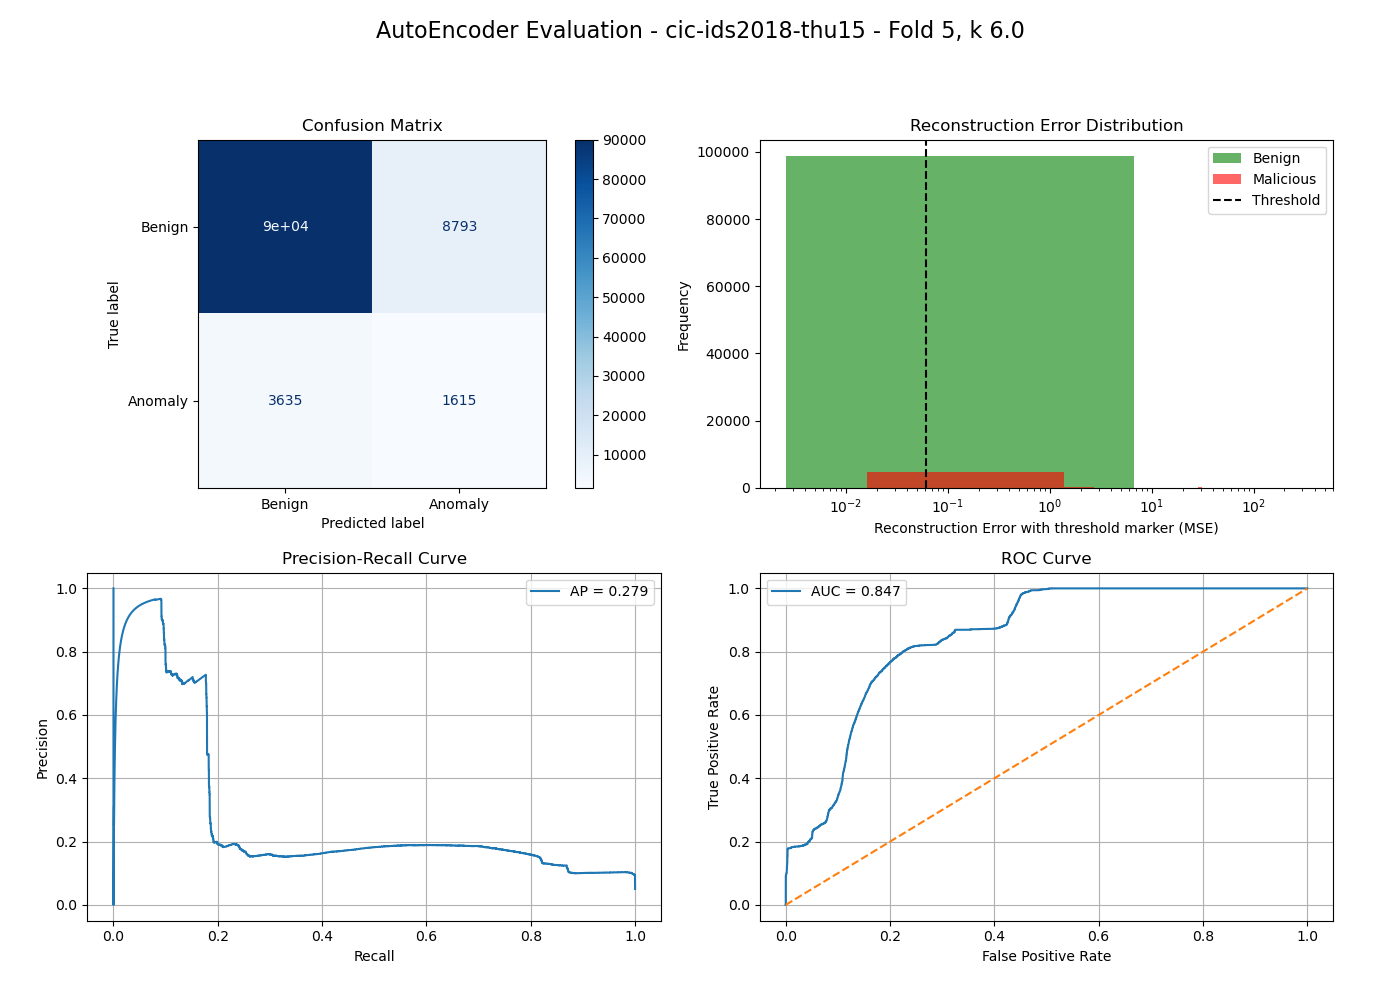 AutoEncoder Evaluation - cic-ids2018-thu15 - Fold 5, k 6.0
Confusion Matrix
True label
Benign
Anomaly
9e+04
8793
3635
1615
Benign
Anomaly
Predicted label
90000
80000
70000
60000
50000
40000
30000
20000
10000
Reconstruction Error Distribution
Frequency
100000
80000
60000
40000
20000
0
Benign
Malicious
Threshold
10⁻²
10⁻¹
10⁰
10¹
10²
Reconstruction Error with threshold marker (MSE)
Precision-Recall Curve
Precision
1.0
0.8
0.6
0.4
0.2
0.0
AP = 0.279
0.0
0.2
0.4
0.6
0.8
1.0
Recall
ROC Curve
True Positive Rate
1.0
0.8
0.6
0.4
0.2
0.0
AUC = 0.847
0.0
0.2
0.4
0.6
0.8
1.0
False Positive Rate